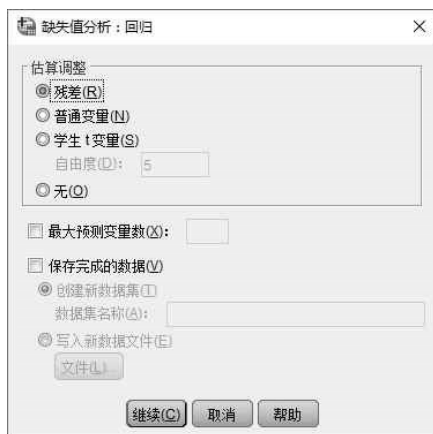 缺失值分析：回归
估算调整
残差(R)
普通变量(N)
学生 t 变量(S)
自由度(D)： 5
无(O)
最大预测变量数(X)：
保存完成的数据(V)
创建新数据集(T)
数据集名称(A)：
写入新数据文件(E)
文件(L)...
继续(C) 取消 帮助